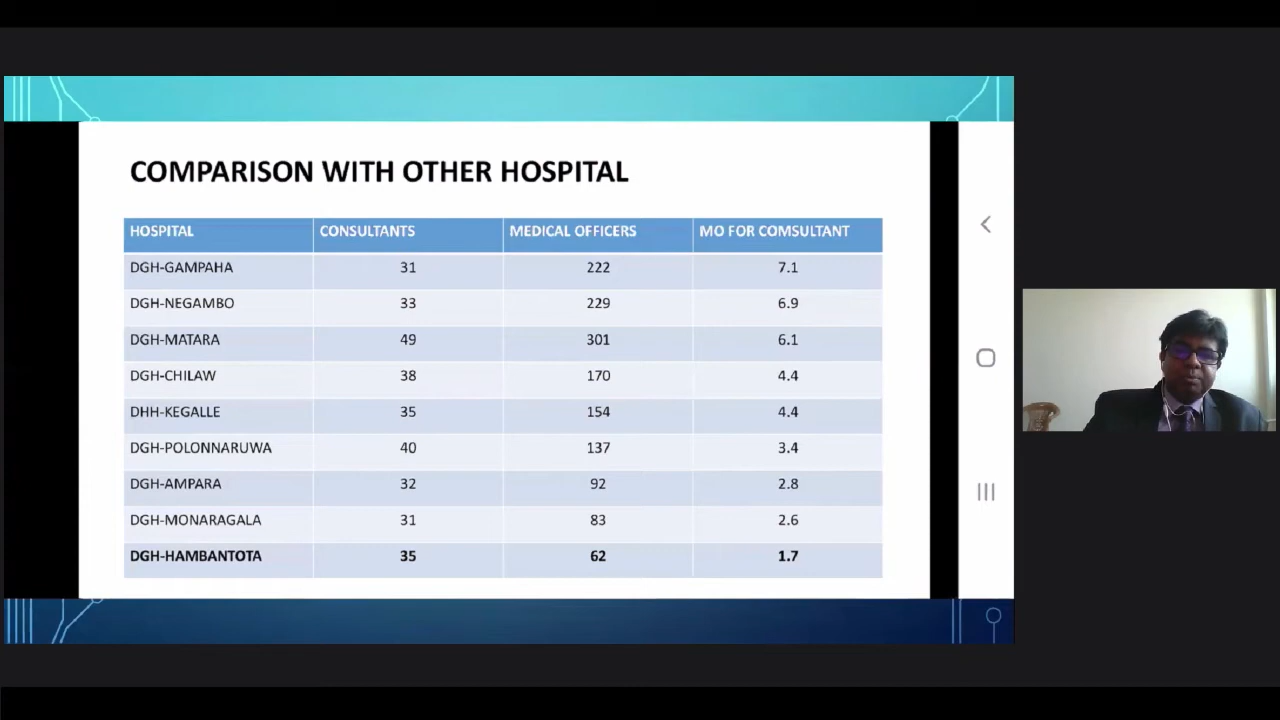 COMPARISON WITH OTHER HOSPITAL
HOSPITAL CONSULTANTS MEDICAL OFFICERS MO FOR COMSULTANT
DGH-GAMPAHA 31 222 7.1
DGH-NEGAMBO 33 229 6.9
DGH-MATARA 49 301 6.1
DGH-CHILAW 38 170 4.4
DHH-KEGALLE 35 154 4.4
DGH-POLONNARUWA 40 137 3.4
DGH-AMPARA 32 92 2.8
DGH-MONARAGALA 31 83 2.6
DGH-HAMBANTOTA 35 62 1.7